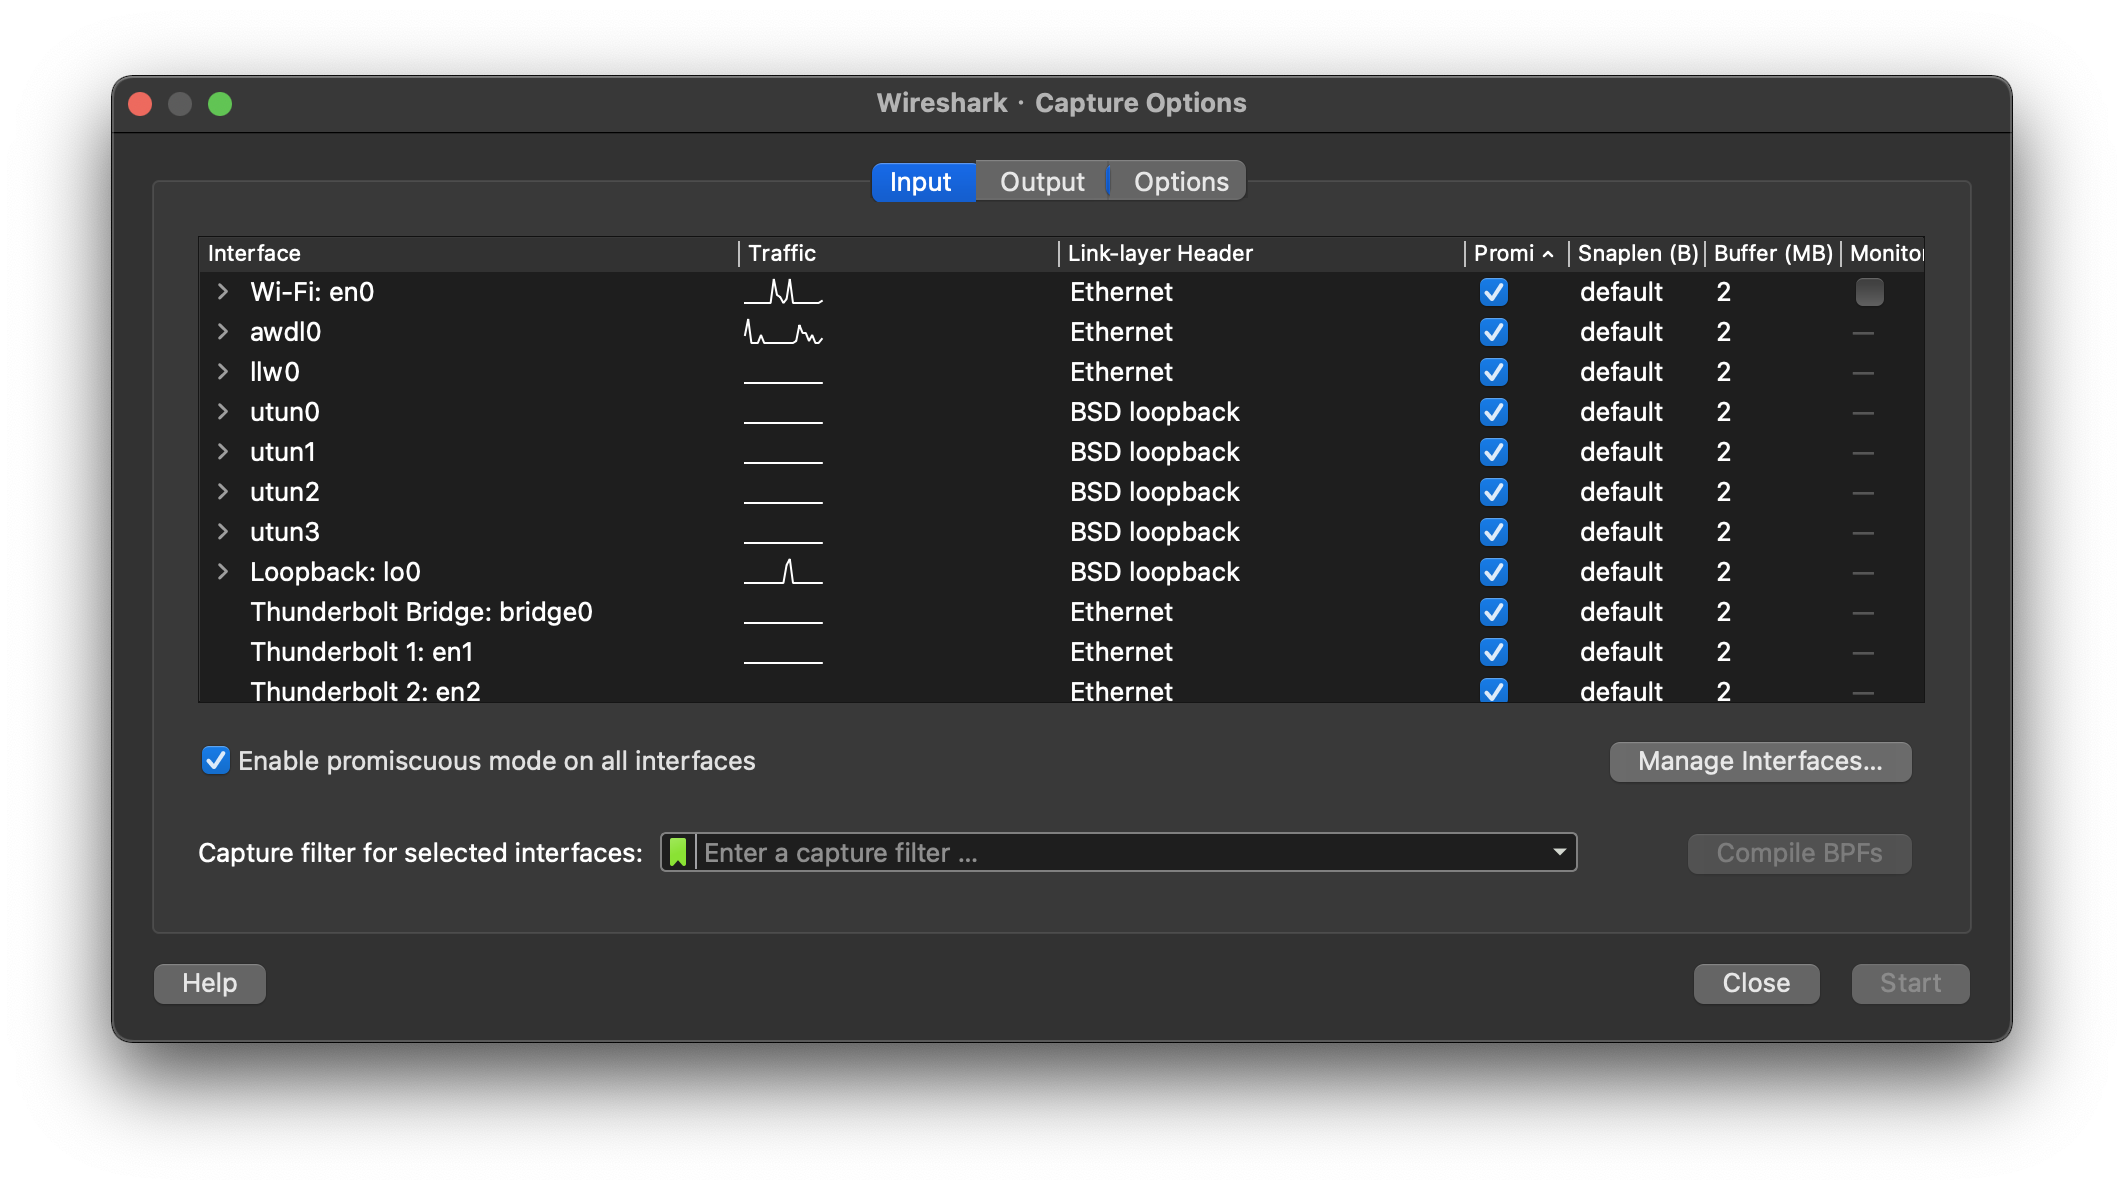 Wireshark · Capture Options
Input Output Options
Interface Traffic Link-layer Header Promi Snaplen (B) Buffer (MB) Monitor
Wi-Fi: en0 Ethernet default 2
awdl0 Ethernet default 2 —
llw0 Ethernet default 2 —
utun0 BSD loopback default 2 —
utun1 BSD loopback default 2 —
utun2 BSD loopback default 2 —
utun3 BSD loopback default 2 —
Loopback: lo0 BSD loopback default 2 —
Thunderbolt Bridge: bridge0 Ethernet default 2 —
Thunderbolt 1: en1 Ethernet default 2 —
Thunderbolt 2: en2 Ethernet default 2 —
Enable promiscuous mode on all interfaces Manage Interfaces...
Capture filter for selected interfaces: Enter a capture filter ... Compile BPFs
Help Close Start